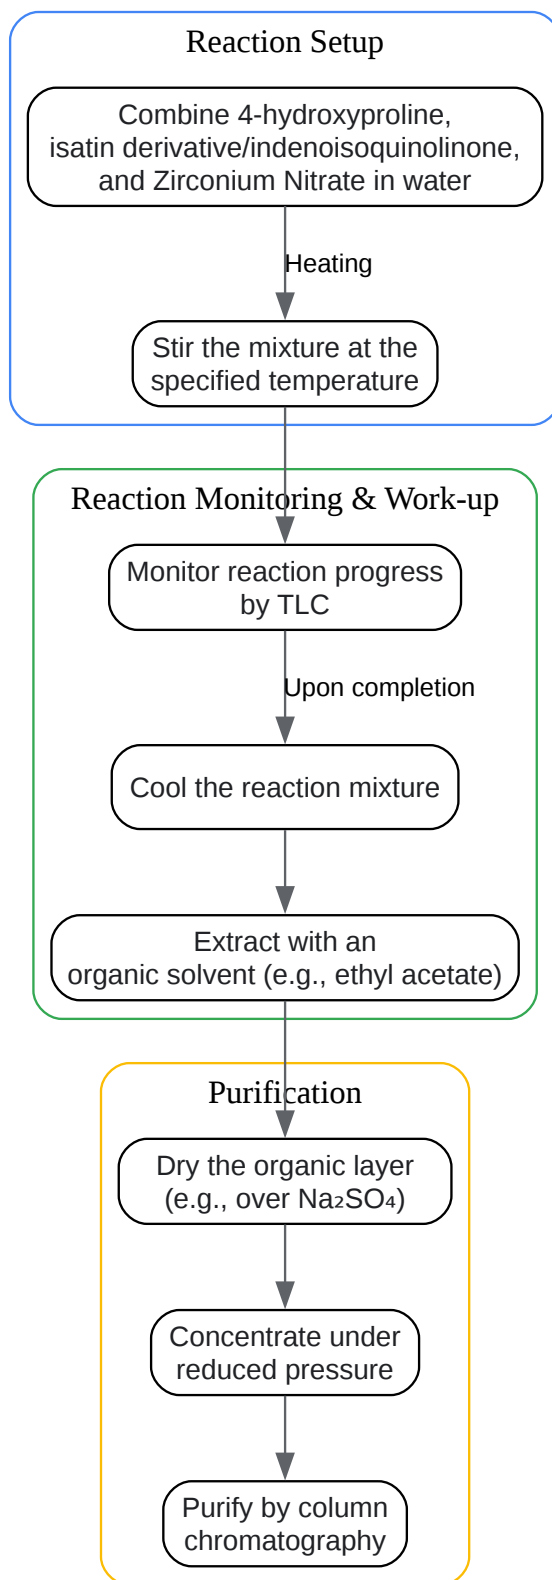 Reaction Setup
Combine 4-hydroxyproline,
isatin derivative/indenoisoquinolinone,
and Zirconium Nitrate in water
Heating
Stir the mixture at the
specified temperature
Reaction Monitoring & Work-up
Monitor reaction progress
by TLC
Upon completion
Cool the reaction mixture
Extract with an
organic solvent (e.g., ethyl acetate)
Purification
Dry the organic layer
(e.g., over Na₂SO₄)
Concentrate under
reduced pressure
Purify by column
chromatography